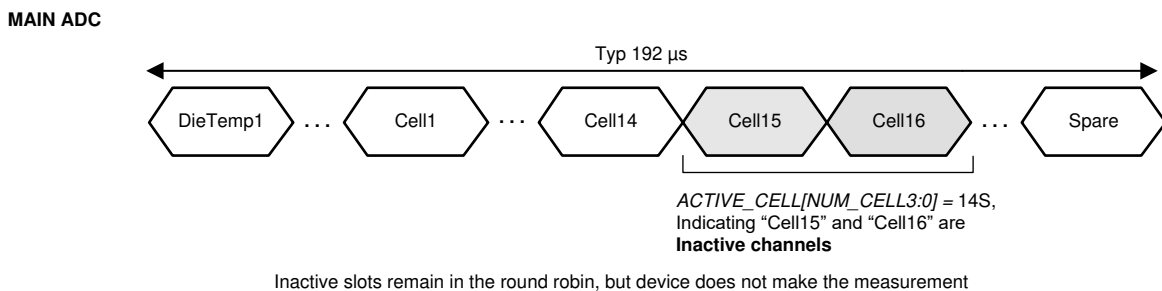 MAIN ADC
Typ 192 µs
DieTemp1 ... Cell1 ... Cell14 Cell15 Cell16 ... Spare
ACTIVE_CELL[NUM_CELL3:0] = 14S,
Indicating “Cell15” and “Cell16” are
Inactive channels
Inactive slots remain in the round robin, but device does not make the measurement